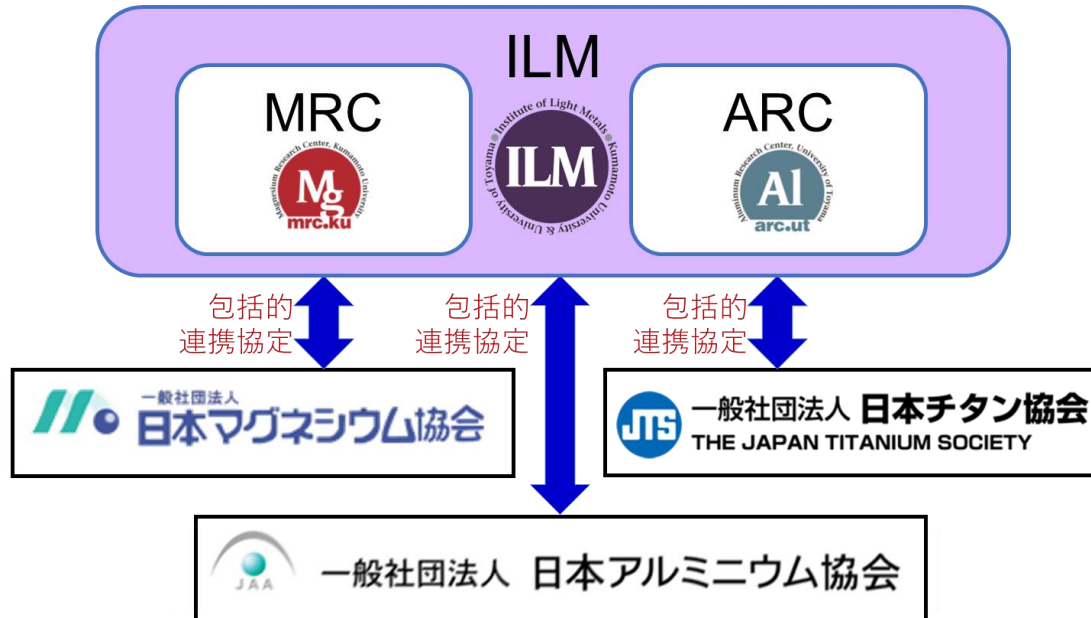 ILM
MRC
Magnesium Research Center, Kumamoto University
Mg
mrc.ku
University of Toyama Institute of Light Metals Kumamoto University &
ILM
ARC
Aluminum Research Center, University of Toyama
Al
arc.ut
包括的
連携協定
包括的
連携協定
包括的
連携協定
一般社団法人
日本マグネシウム協会
JTS
一般社団法人 日本チタン協会
THE JAPAN TITANIUM SOCIETY
JAA
一般社団法人 日本アルミニウム協会